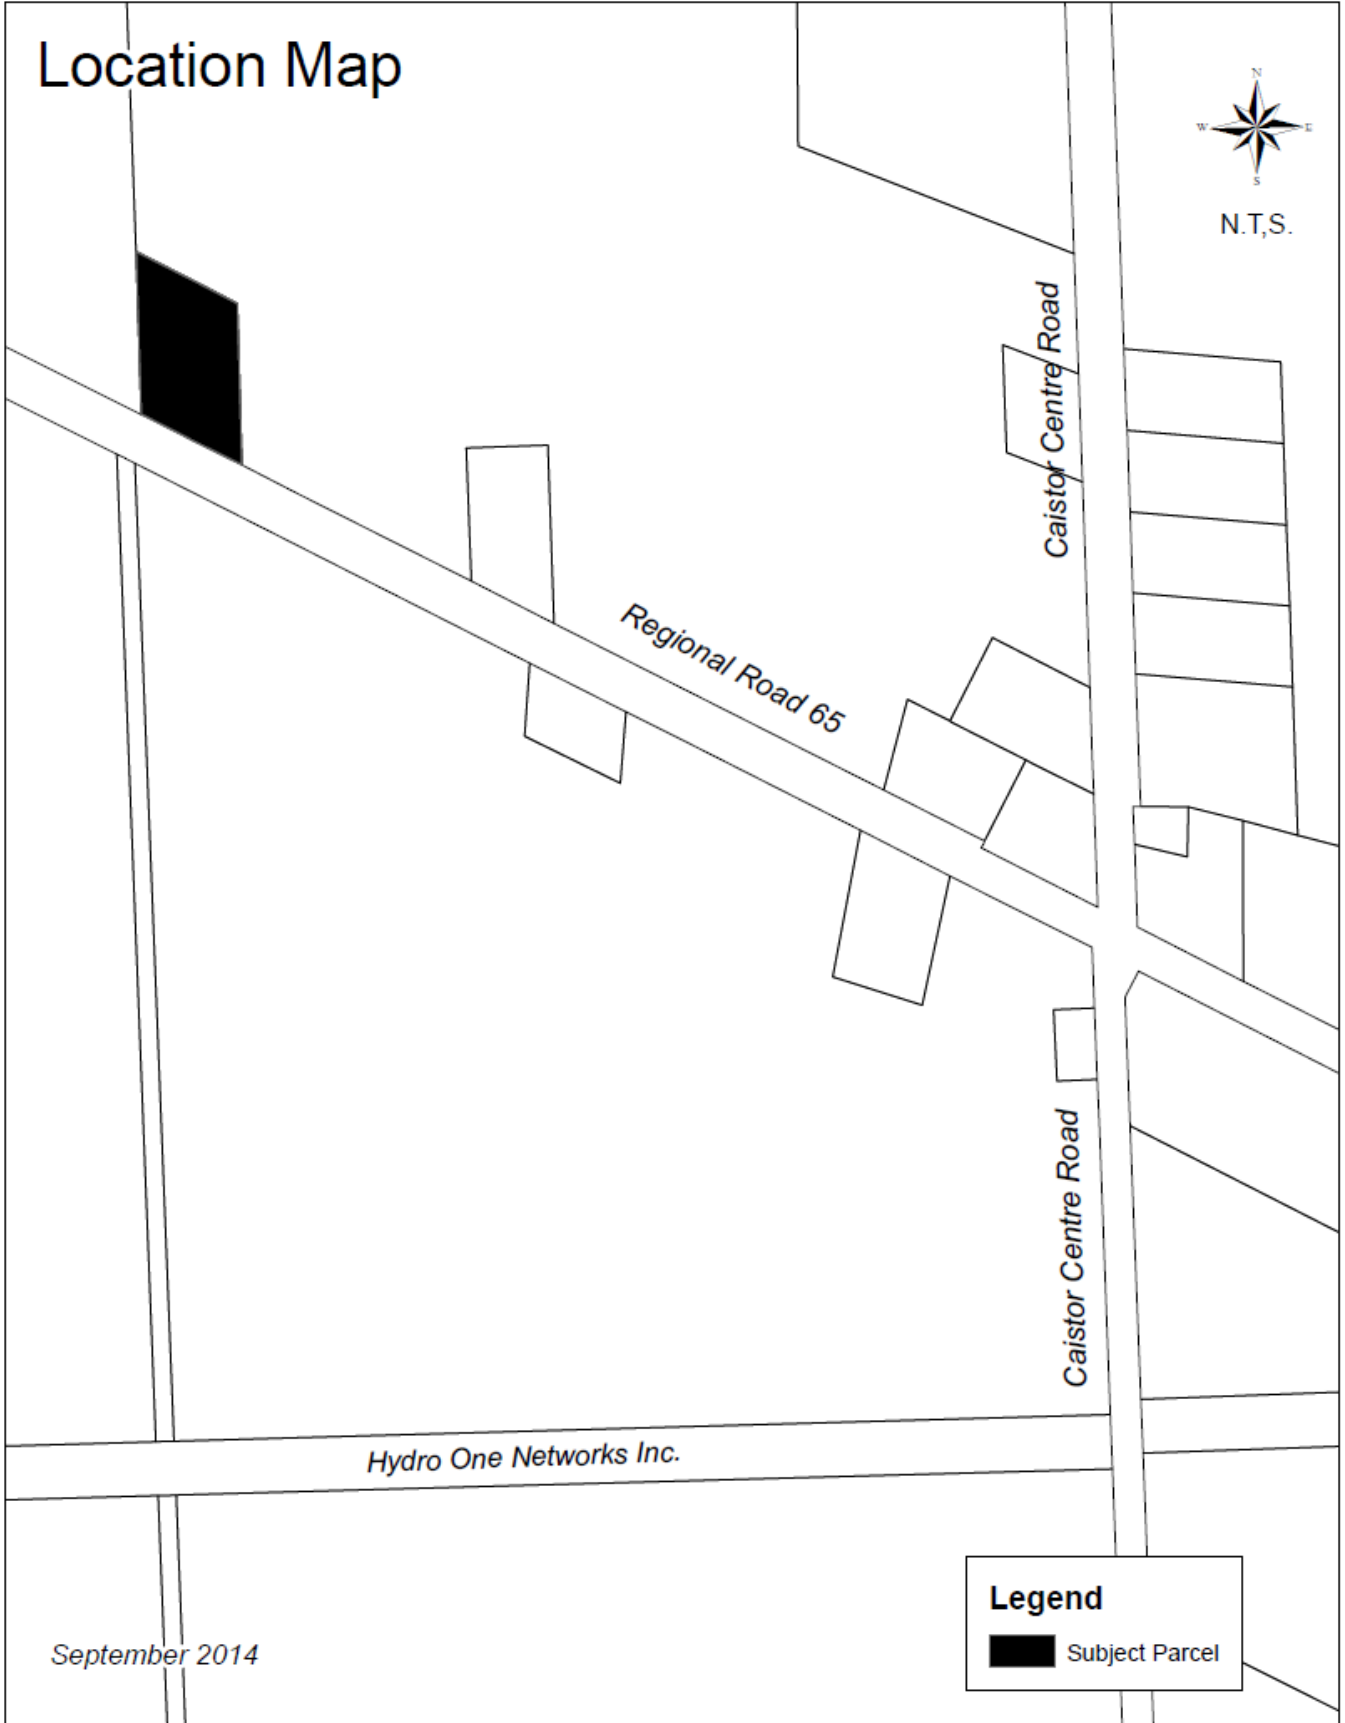 Location Map
N
W E
S
N.T,S.
Caistor Centre Road
Regional Road 65
Caistor Centre Road
Hydro One Networks Inc.
Legend
Subject Parcel
September 2014